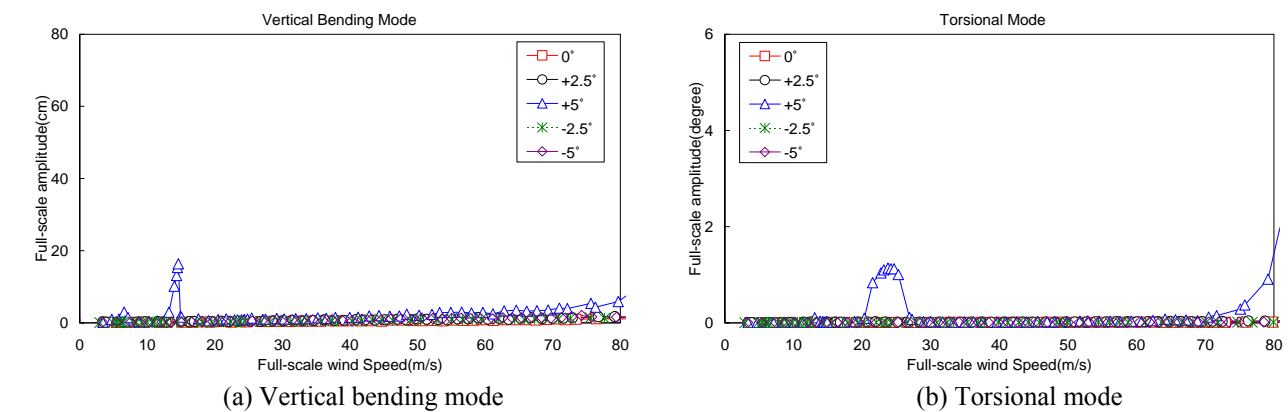 Vertical Bending Mode
80
60
40
20
0
Full-scale amplitude(cm)
0˚
+2.5˚
+5˚
-2.5˚
-5˚
0 10 20 30 40 50 60 70 80
Full-scale wind Speed(m/s)
(a) Vertical bending mode
Torsional Mode
6
4
2
0
Full-scale amplitude(degree)
0˚
+2.5˚
+5˚
-2.5˚
-5˚
0 10 20 30 40 50 60 70 80
Full-scale wind Speed(m/s)
(b) Torsional mode